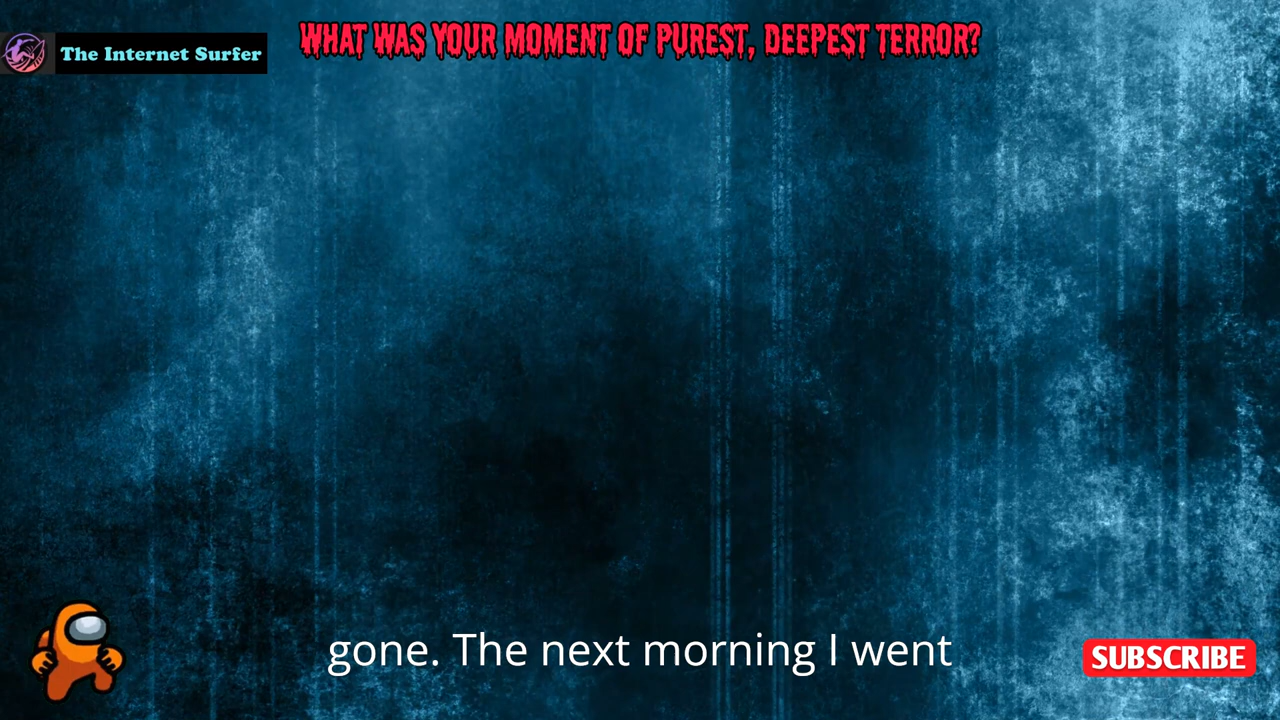 WHAT WAS YOUR MOMENT OF PUREST, DEEPEST TERROR?
The Internet Surfer
gone. The next morning I went
SUBSCRIBE